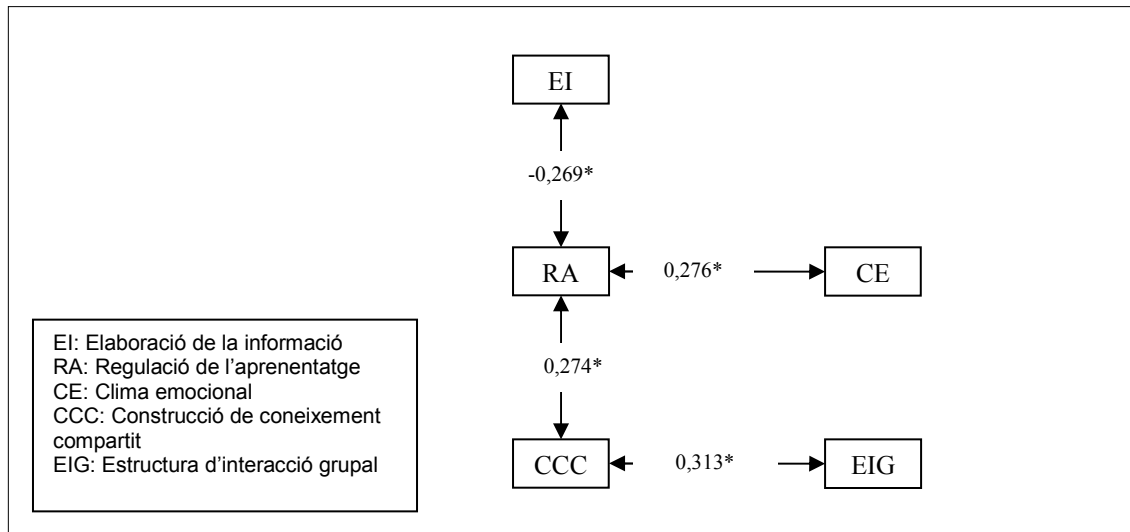 EI
-0,269*
RA
0,276*
CE
0,274*
CCC
0,313*
EIG
EI: Elaboració de la informació
RA: Regulació de l’aprenentatge
CE: Clima emocional
CCC: Construcció de coneixement
compartit
EIG: Estructura d’interacció grupal